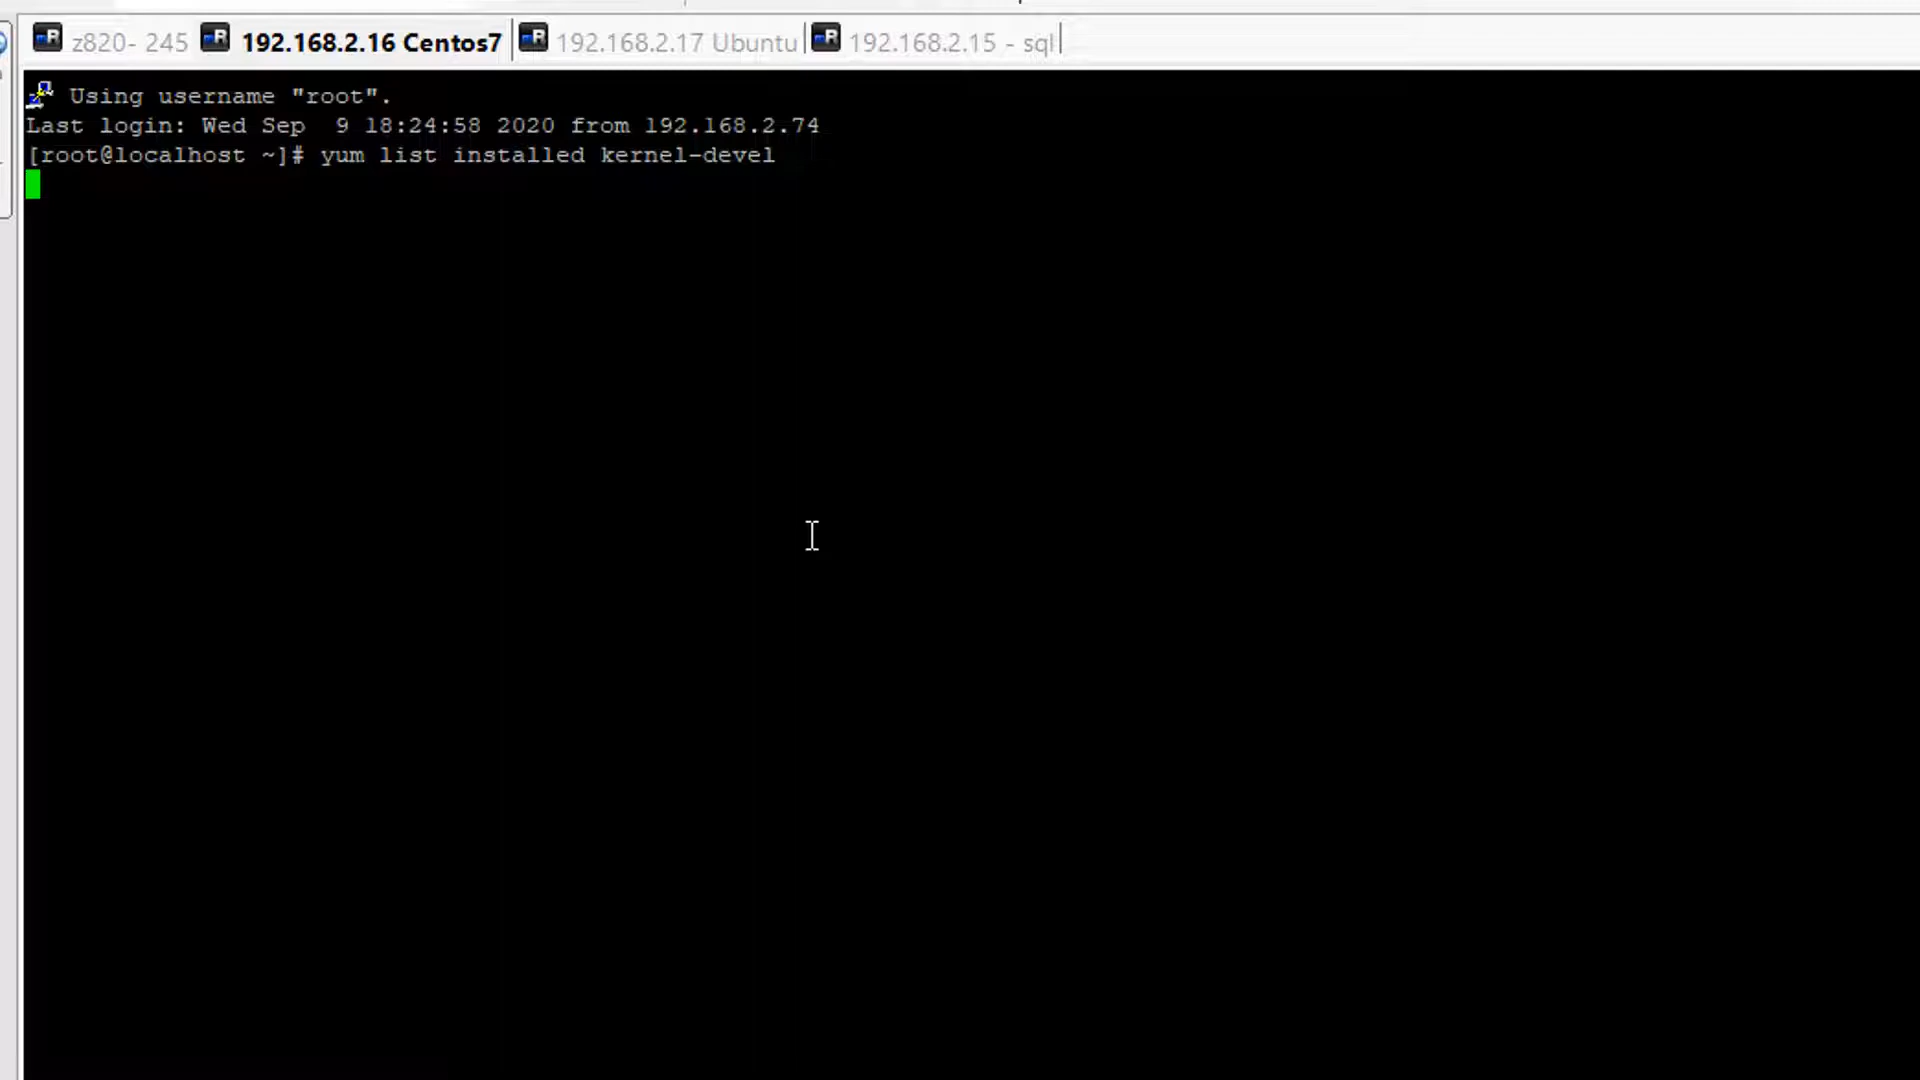 z820- 245 192.168.2.16 Centos7 192.168.2.17 Ubuntu 192.168.2.15 - sql
Using username "root".
Last login: Wed Sep  9 18:24:58 2020 from 192.168.2.74
[root@localhost ~]# yum list installed kernel-devel